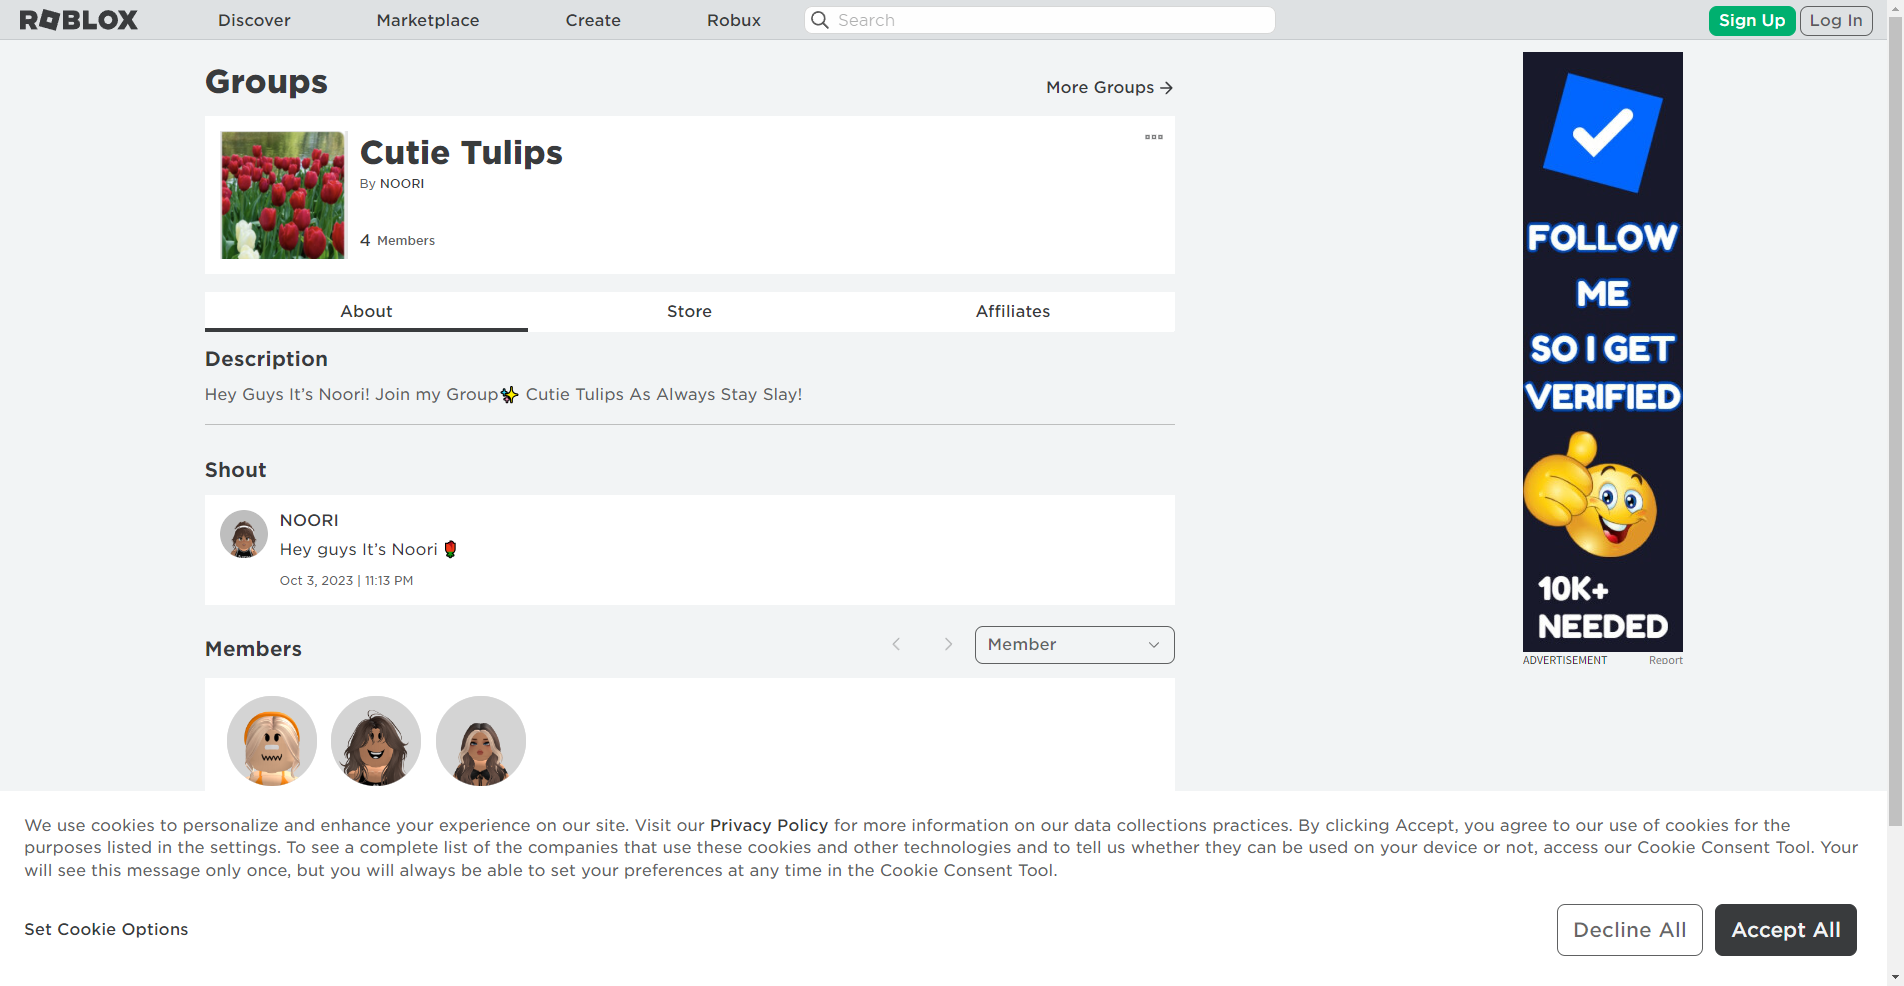 ROBLOX
Discover
Marketplace
Create
Robux
Search
Sign Up
Log In
Groups
More Groups →
Cutie Tulips
By NOORI
4 Members
About
Store
Affiliates
Description
Hey Guys It’s Noori! Join my Group✨ Cutie Tulips As Always Stay Slay!
Shout
NOORI
Hey guys It’s Noori 🌹
Oct 3, 2023 | 11:13 PM
Members
Member
FOLLOW
ME
SO I GET
VERIFIED
10K+
NEEDED
ADVERTISEMENT
Report
We use cookies to personalize and enhance your experience on our site. Visit our Privacy Policy for more information on our data collections practices. By clicking Accept, you agree to our use of cookies for the
purposes listed in the settings. To see a complete list of the companies that use these cookies and other technologies and to tell us whether they can be used on your device or not, access our Cookie Consent Tool. Your
will see this message only once, but you will always be able to set your preferences at any time in the Cookie Consent Tool.
Set Cookie Options
Decline All
Accept All